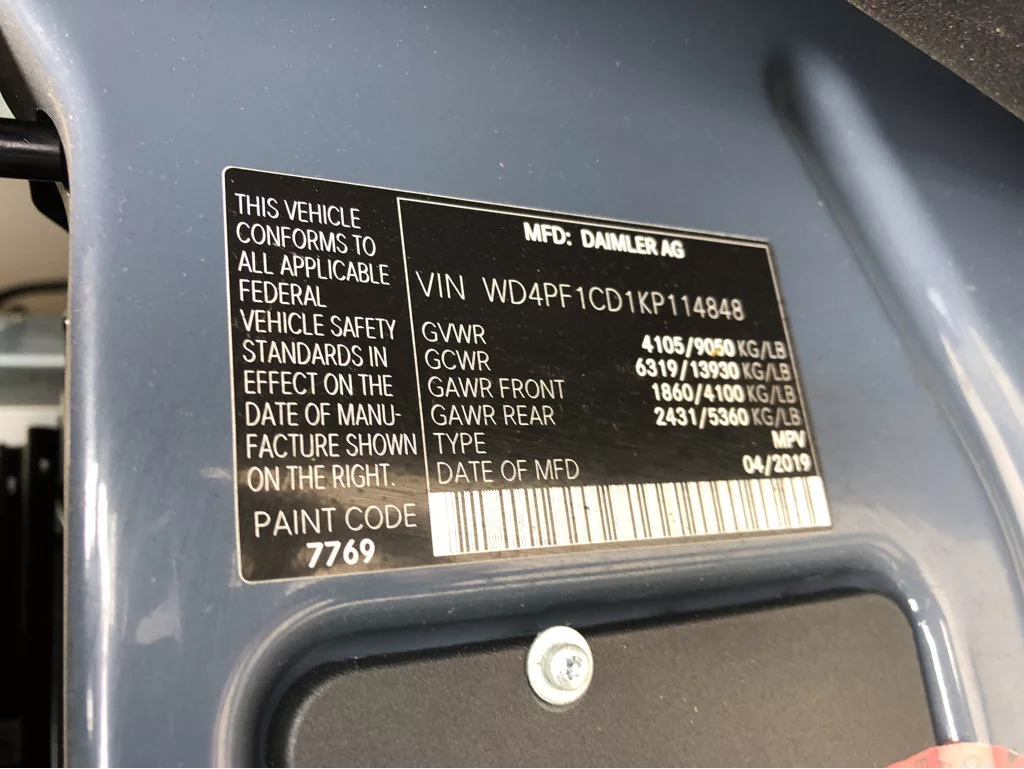 THIS VEHICLE
CONFORMS TO
ALL APPLICABLE
FEDERAL
VEHICLE SAFETY
STANDARDS IN
EFFECT ON THE
DATE OF MANU-
FACTURE SHOWN
ON THE RIGHT.
PAINT CODE
7769
MFD: DAIMLER AG
VIN WD4PF1CD1KP114848
GVWR 4105/9050 KG/LB
GCWR 6319/13930 KG/LB
GAWR FRONT 1860/4100 KG/LB
GAWR REAR 2431/5360 KG/LB
TYPE MPV
DATE OF MFD 04/2019